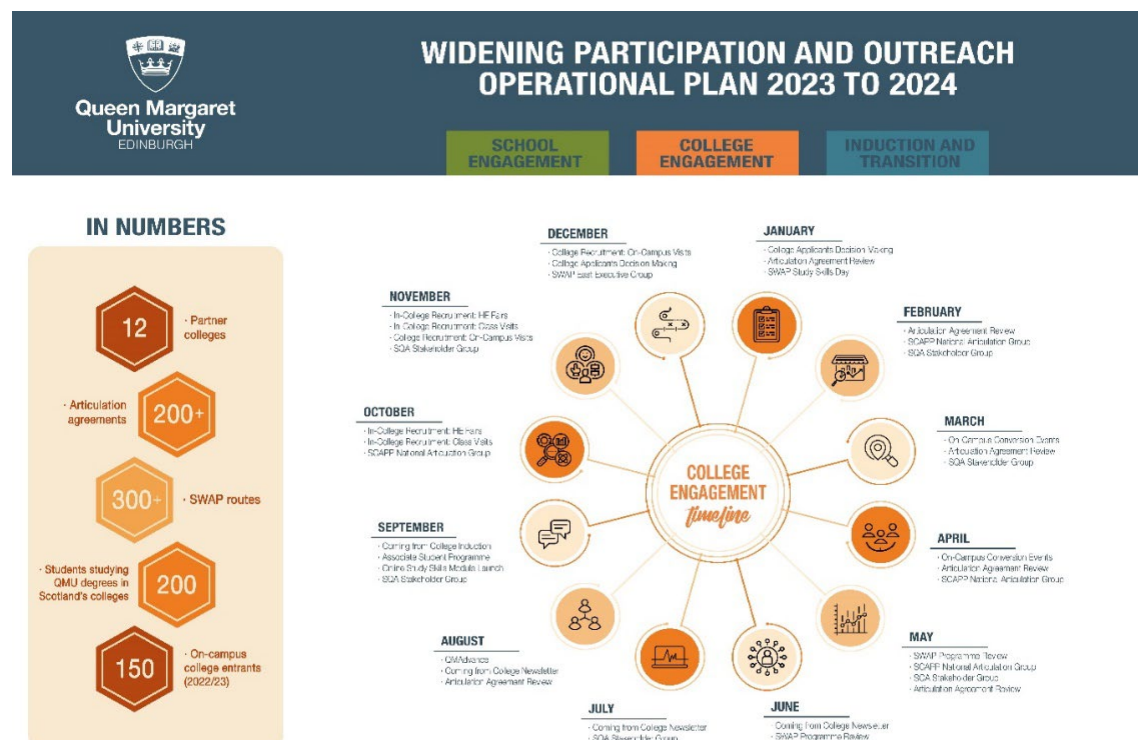 Queen Margaret
University
EDINBURGH
WIDENING PARTICIPATION AND OUTREACH
OPERATIONAL PLAN 2023 TO 2024
SCHOOL
ENGAGEMENT
COLLEGE
ENGAGEMENT
INDUCTION AND
TRANSITION
IN NUMBERS
12
· Partner
colleges
· Articulation
agreements
200+
300+
· SWAP routes
· Students studying
QMU degrees in
Scotland's colleges
200
150
· On-campus
college entrants
(2022/23)
COLLEGE
ENGAGEMENT
timeline
JANUARY
· College Applicants Decision Making
· Articulation Agreement Review
· SWAP Study Skills Day
FEBRUARY
· Articulation Agreement Review
· SCAPP National Articulation Group
· SQA Stakeholder Group
MARCH
· On-Campus Conversion Events
· Articulation Agreement Review
· SQA Stakeholder Group
APRIL
· On-Campus Conversion Events
· Articulation Agreement Review
· SCAPP National Articulation Group
MAY
· SWAP Programme Review
· SCAPP National Articulation Group
· SQA Stakeholder Group
· Articulation Agreement Review
JUNE
· Coming from College Newsletter
· SWAP Programme Review
JULY
· Coming from College Newsletter
· SQA Stakeholder Group
AUGUST
· QMAdvance
· Coming from College Newsletter
· Articulation Agreement Review
SEPTEMBER
· Coming from College Induction
· Associate Student Programme
· Online Study Skills Module Launch
· SQA Stakeholder Group
OCTOBER
· In-College Recruitment: HE Fairs
· In-College Recruitment: Class Visits
· SCAPP National Articulation Group
NOVEMBER
· In-College Recruitment: HE Fairs
· In-College Recruitment: Class Visits
· College Recruitment: On-Campus Visits
· SQA Stakeholder Group
DECEMBER
· College Recruitment: On-Campus Visits
· College Applicants Decision Making
· SWAP East Executive Group